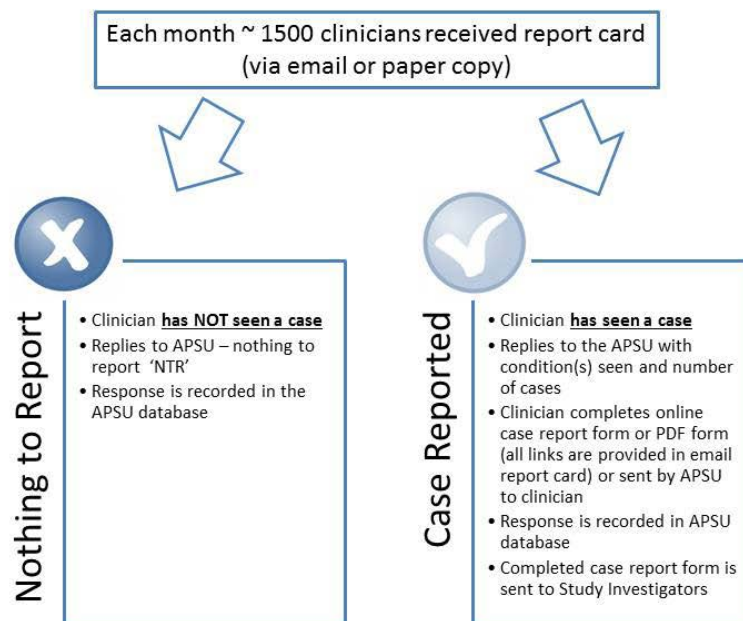 Each month ~ 1500 clinicians received report card
(via email or paper copy)
Nothing to Report
• Clinician has NOT seen a case
• Replies to APSU – nothing to
report 'NTR'
• Response is recorded in the
APSU database
Case Reported
• Clinician has seen a case
• Replies to the APSU with
condition(s) seen and number
of cases
• Clinician completes online
case report form or PDF form
(all links are provided in email
report card) or sent by APSU
to clinician
• Response is recorded in APSU
database
• Completed case report form is
sent to Study Investigators